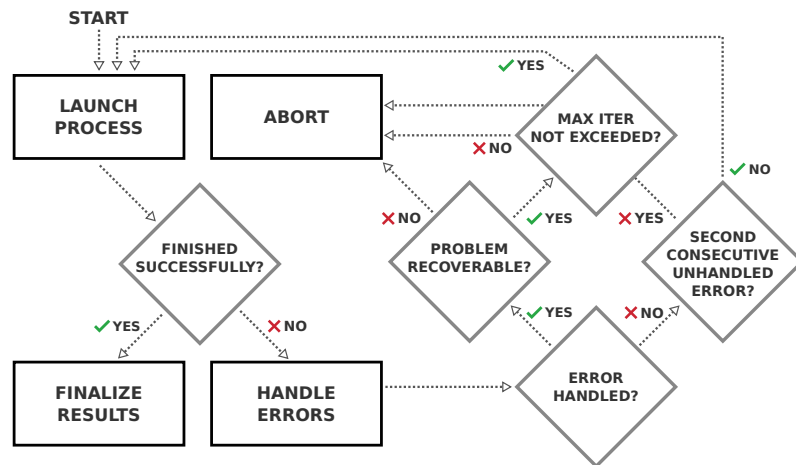 START
YES
LAUNCH
PROCESS
ABORT
MAX ITER
NOT EXCEEDED?
NO
NO
NO
YES
YES
FINISHED
SUCCESSFULLY?
PROBLEM
RECOVERABLE?
SECOND
CONSECUTIVE
UNHANDLED
ERROR?
YES
NO
YES
NO
FINALIZE
RESULTS
HANDLE
ERRORS
ERROR
HANDLED?